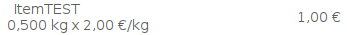 ItemTEST
0,500 kg x 2,00 €/kg 1,00 €